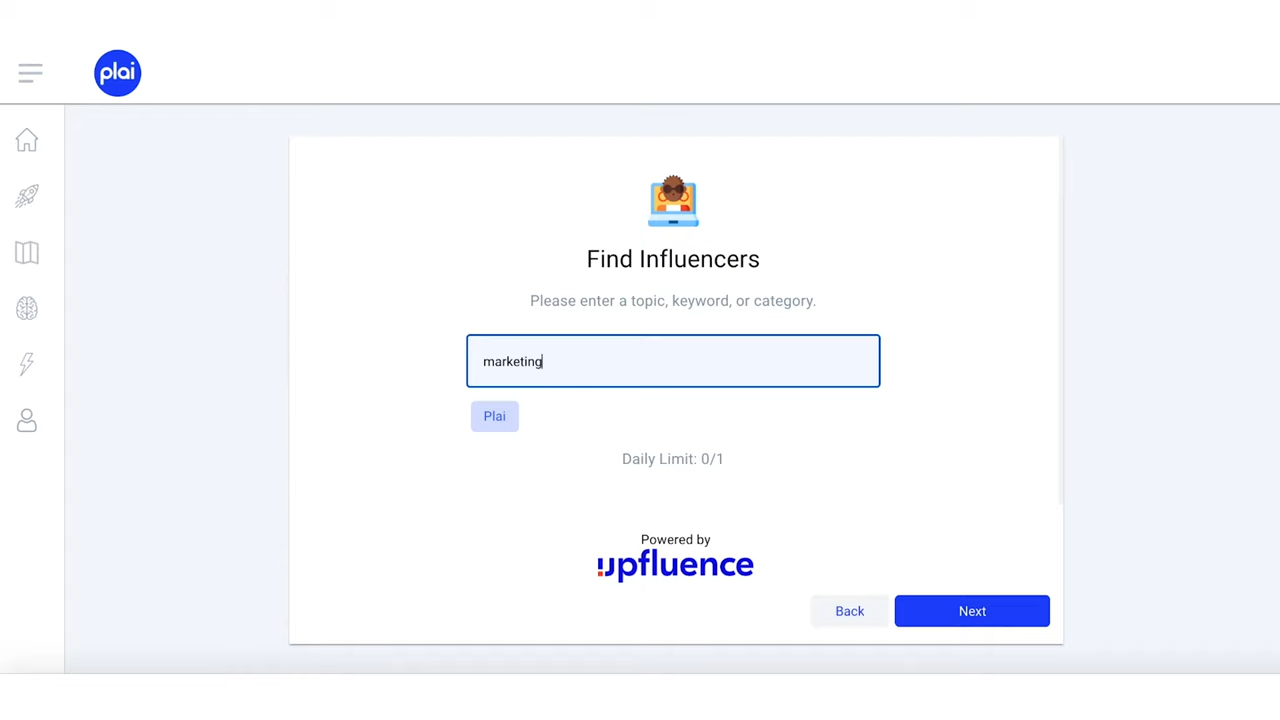 plai
Find Influencers
Please enter a topic, keyword, or category.
marketing
Plai
Daily Limit: 0/1
Powered by
upfluence
Back
Next